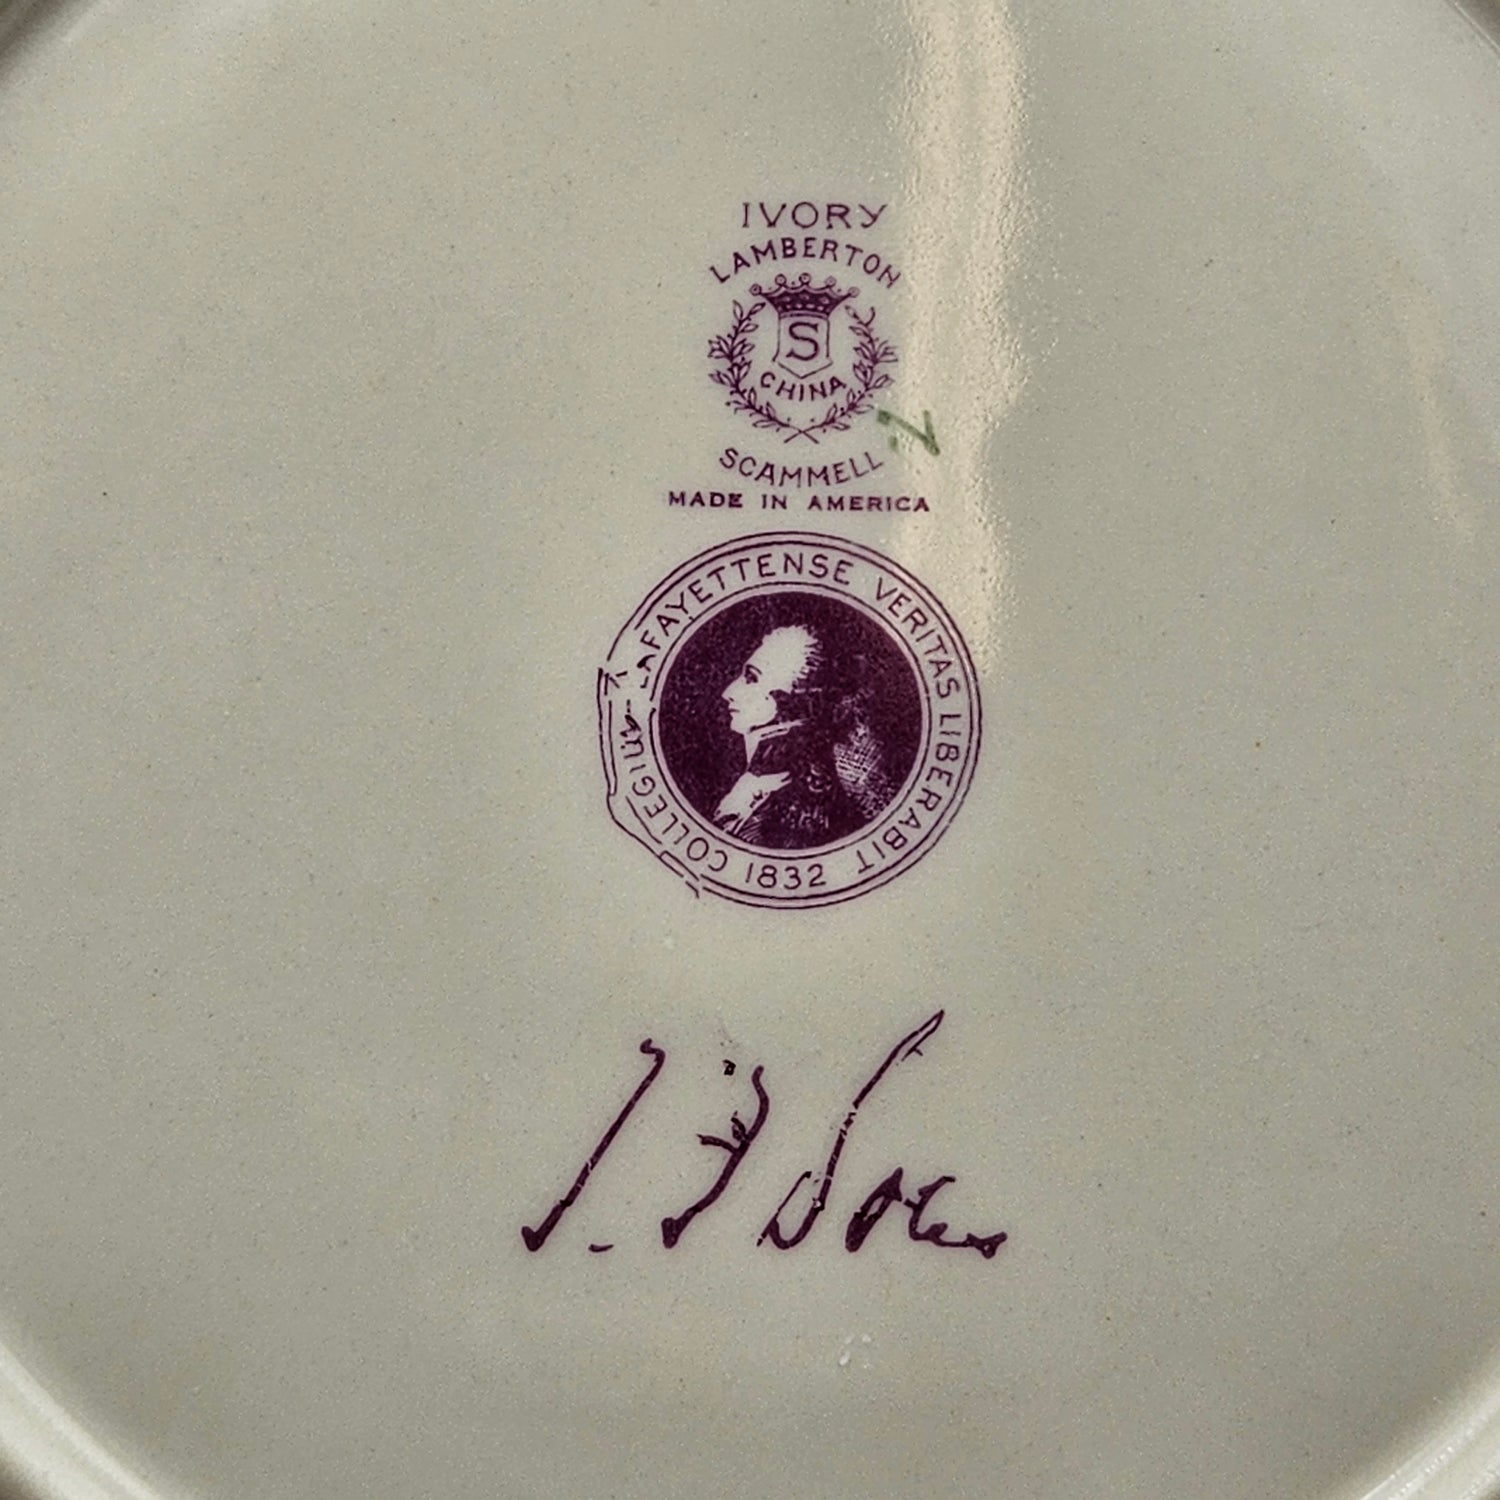 IVORY
LAMBERTON
S
CHINA
SCAMMELL
MADE IN AMERICA
COLLEGIUM LAFAYETTENSE VERITAS LIBERABIT
1832